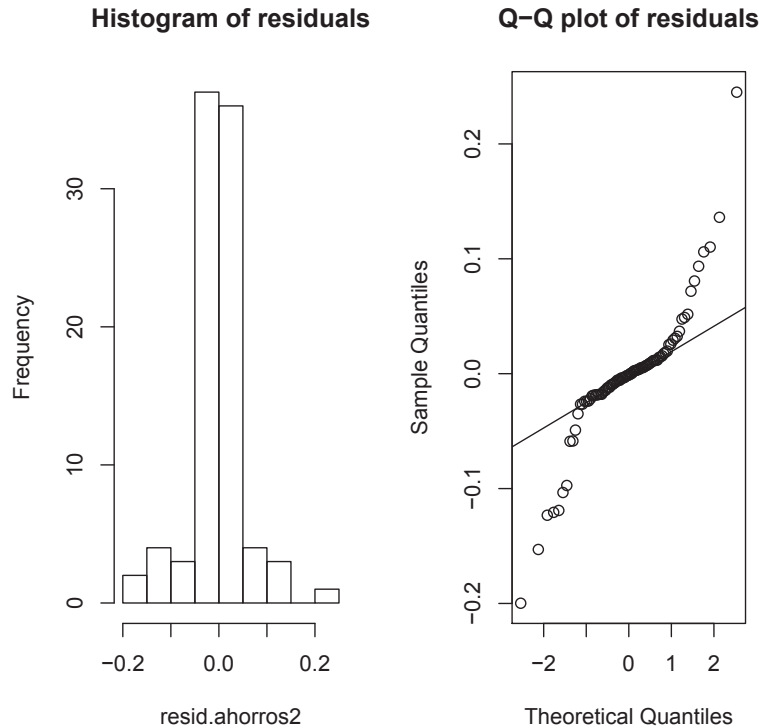 Histogram of residuals
Frequency
0
10
20
30
−0.2
0.0
0.2
resid.ahorros2
Q−Q plot of residuals
Sample Quantiles
−0.2
−0.1
0.0
0.1
0.2
−2
0
1
2
Theoretical Quantiles